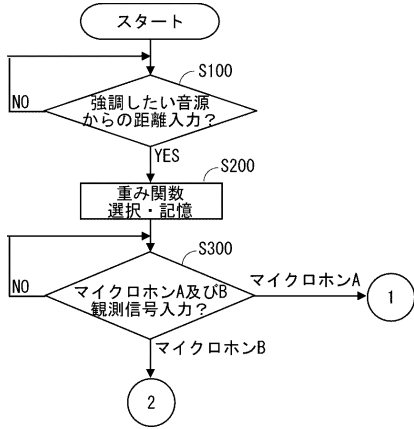 スタート
S100
強調したい音源
からの距離入力？
NO
YES
S200
重み関数
選択・記憶
S300
マイクロホンA及びB
観測信号入力？
NO
マイクロホンA
1
マイクロホンB
2